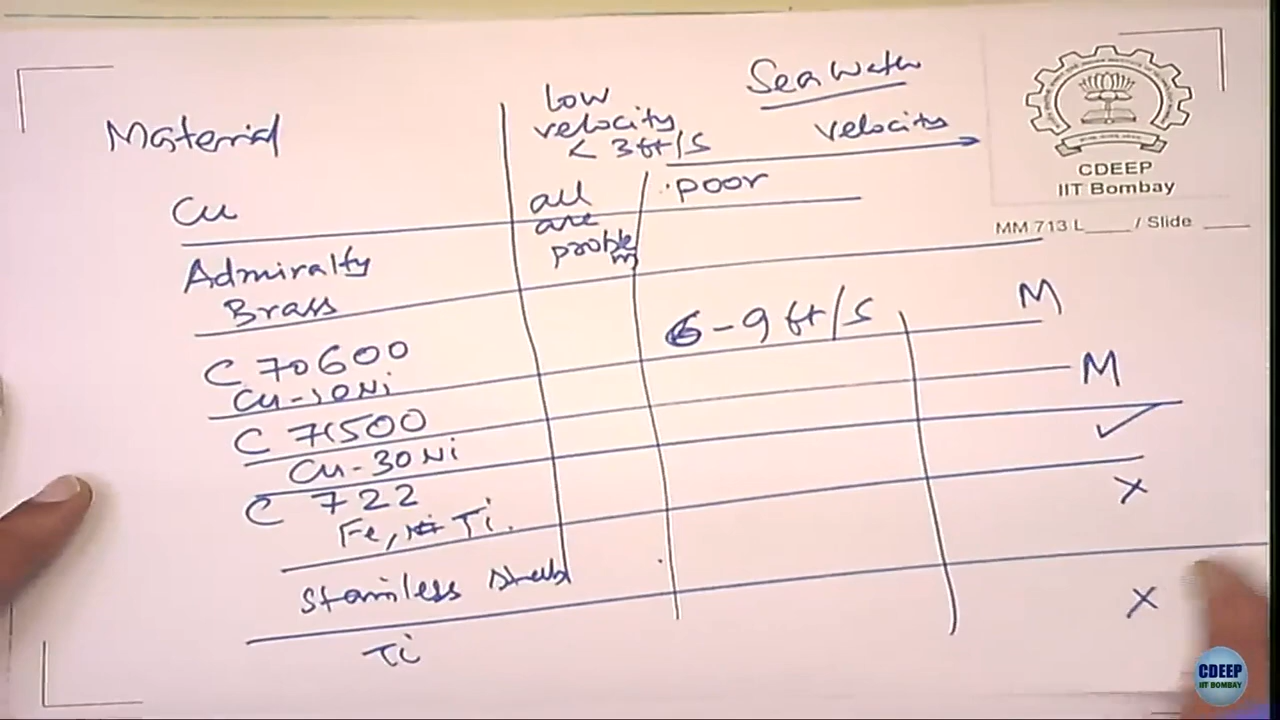 Sea Water
Material
low
velocity
< 3ft/s
velocity
Cu
all
are
problem
poor
Admiralty
Brass
C 70600
Cu-10Ni
6-9 ft/s
M
C 71500
Cu-30Ni
M
C 722
Fe, Ti.
✓
Stainless steels
x
Ti
x
CDEEP
IIT Bombay
MM 713 L____ / Slide ____
CDEEP
IIT BOMBAY